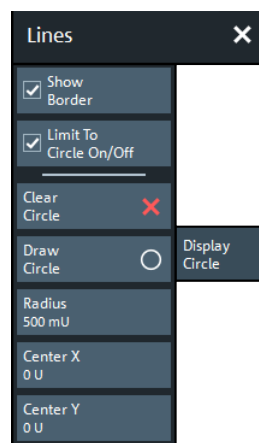 Lines
Show
Border
Limit To
Circle On/Off
Clear
Circle
Draw
Circle
Display
Circle
Radius
500 mU
Center X
0 U
Center Y
0 U